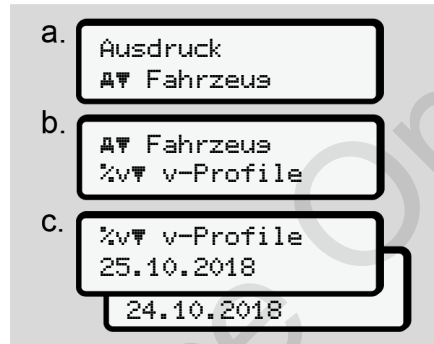 a.
Ausdruck
A▼ Fahrzeug
b.
A▼ Fahrzeug
%v▼ v-Profile
c.
%v▼ v-Profile
25.10.2018
24.10.2018